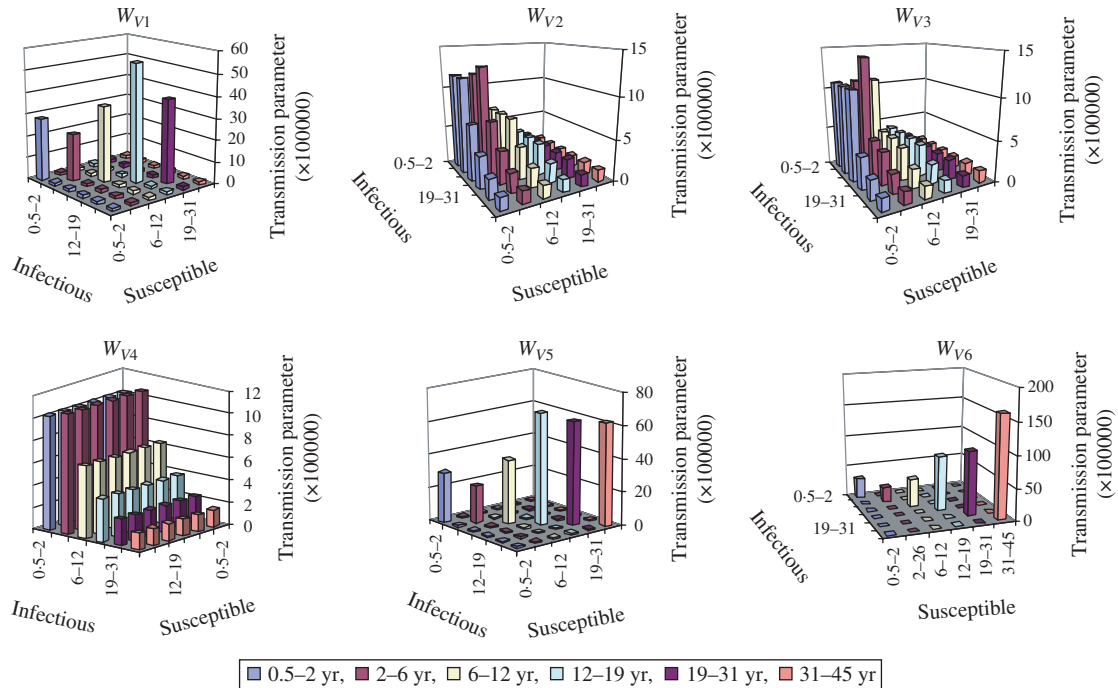 W_V1
60
50
40
30
20
10
0
Transmission parameter
(×100000)
0·5–2
12–19
Infectious
0·5–2
6–12
19–31
Susceptible
W_V2
15
10
5
0
Transmission parameter
(×100000)
0·5–2
19–31
Infectious
0·5–2
6–12
19–31
Susceptible
W_V3
15
10
5
0
Transmission parameter
(×100000)
0·5–2
19–31
Infectious
0·5–2
6–12
19–31
Susceptible
W_V4
12
10
8
6
4
2
0
Transmission parameter
(×100000)
0·5–2
6–12
19–31
Infectious
12–19
0·5–2
Susceptible
W_V5
80
60
40
20
0
Transmission parameter
(×100000)
0·5–2
12–19
Infectious
0·5–2
6–12
19–31
Susceptible
W_V6
200
150
100
50
0
Transmission parameter
(×100000)
0·5–2
19–31
Infectious
0·5–2
2–26
6–12
12–19
19–31
31–45
Susceptible
0.5–2 yr, 2–6 yr, 6–12 yr, 12–19 yr, 19–31 yr, 31–45 yr